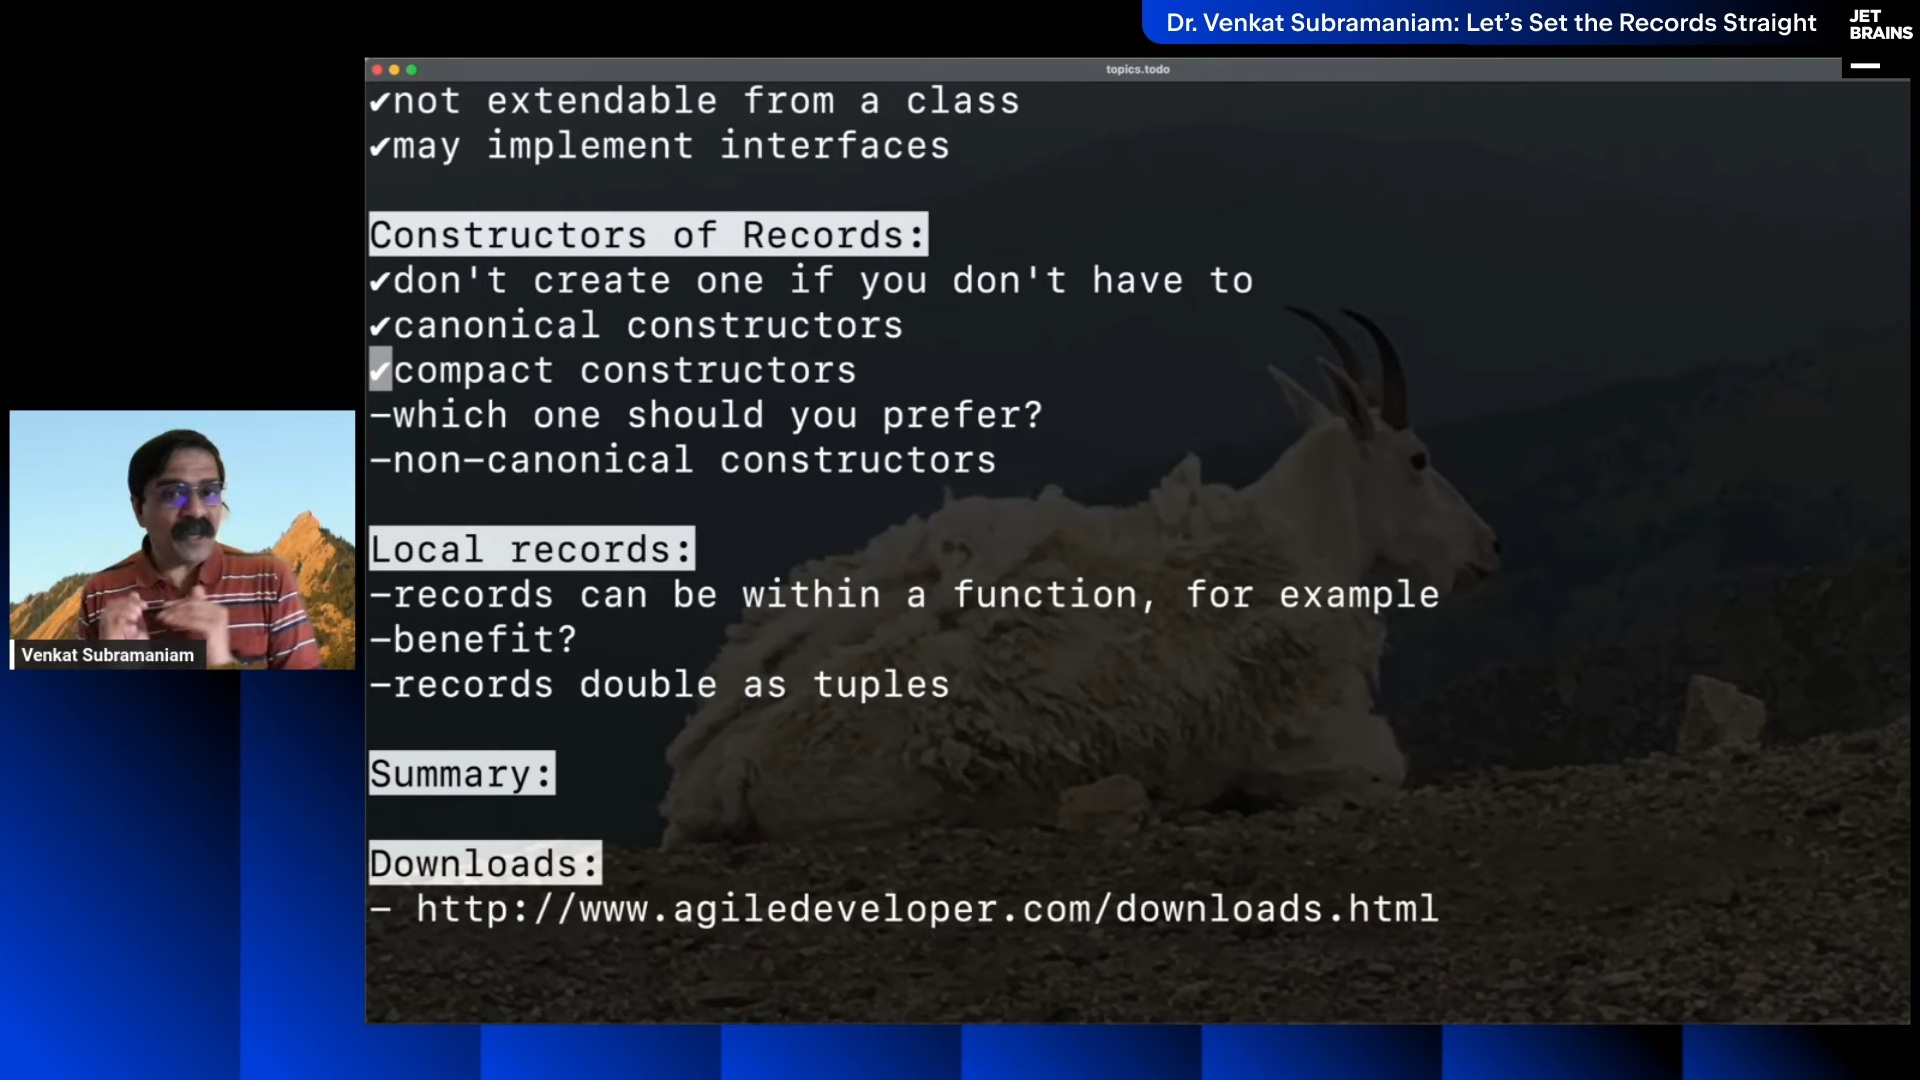 Dr. Venkat Subramaniam: Let’s Set the Records Straight
JET
BRAINS
topics.todo
✔not extendable from a class
✔may implement interfaces
Constructors of Records:
✔don't create one if you don't have to
✔canonical constructors
✔compact constructors
-which one should you prefer?
-non-canonical constructors
Local records:
-records can be within a function, for example
-benefit?
-records double as tuples
Summary:
Downloads:
- http://www.agiledeveloper.com/downloads.html
Venkat Subramaniam